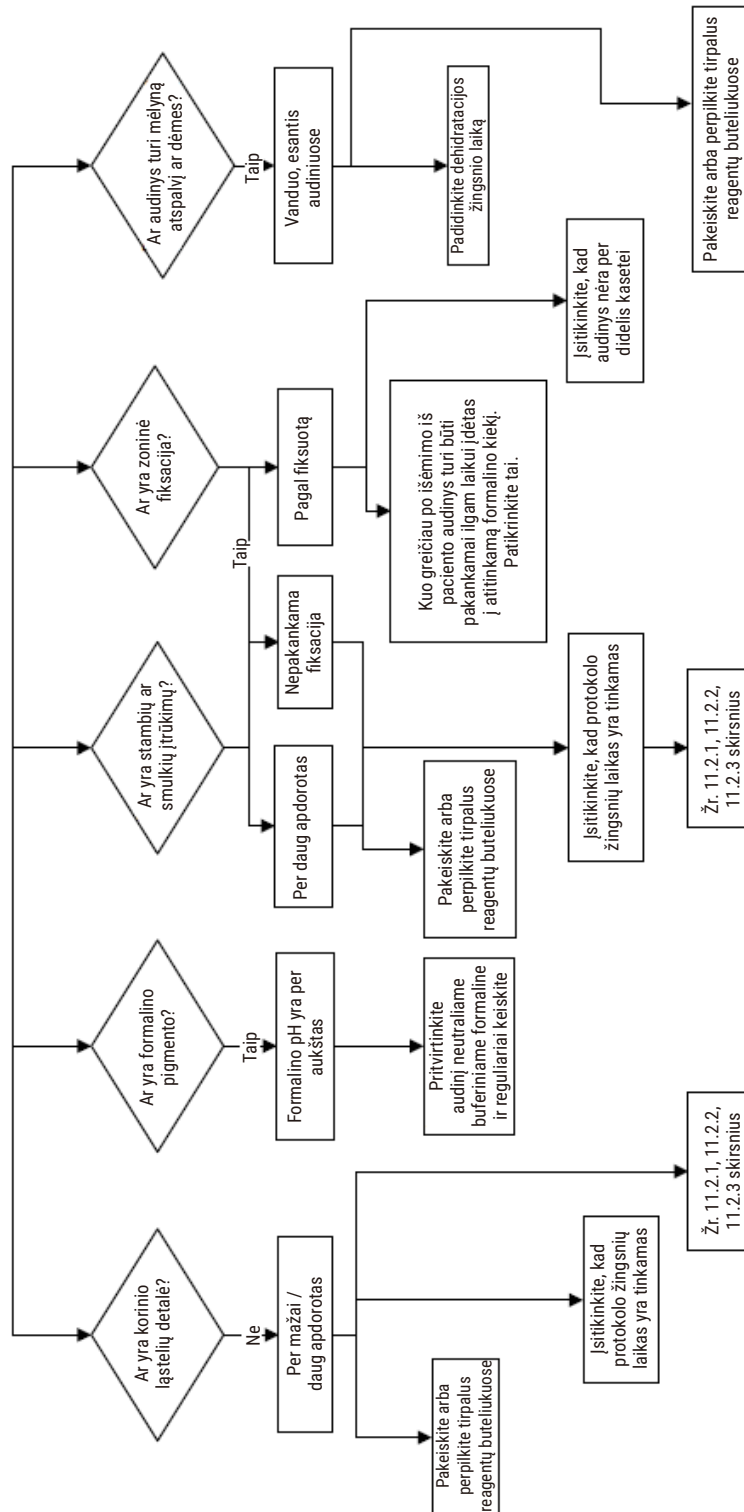 Ar yra korinio
ląstelių detalė?
Ne
Per mažai /
daug apdorotas
Pakeiskite arba
perpilkite tirpalus
reagentų buteliukuose
Įsitikinkite, kad
protokolo žingsnių
laikas yra tinkamas
Žr. 11.2.1, 11.2.2,
11.2.3 skirsnius
Ar yra formalino
pigmento?
Taip
Formalino pH yra per
aukštas
Pritvirtinkite
audinį neutraliame
buferiniame formaline
ir reguliariai keiskite
Ar yra stambių ar
smulkių įtrūkimų?
Taip
Per daug apdorotas
Nepakankama
fiksacija
Pakeiskite arba
perpilkite tirpalus
reagentų buteliukuose
Įsitikinkite, kad protokolo
žingsnių laikas yra tinkamas
Žr. 11.2.1, 11.2.2,
11.2.3 skirsnius
Ar yra zoninė
fiksacija?
Pagal fiksuotą
Kuo greičiau po išėmimo iš
paciento audinys turi būti
pakankamai ilgam laikui įdėtas
į atitinkamą formalino kiekį.
Patikrinkite tai.
Įsitikinkite, kad
audinys nėra per
didelis kasetei
Ar audinys turi mėlyną
atspalvį ar dėmes?
Taip
Vanduo, esantis
audiniuose
Padidinkite dehidratacijos
žingsnio laiką
Pakeiskite arba perpilkite tirpalus
reagentų buteliukuose